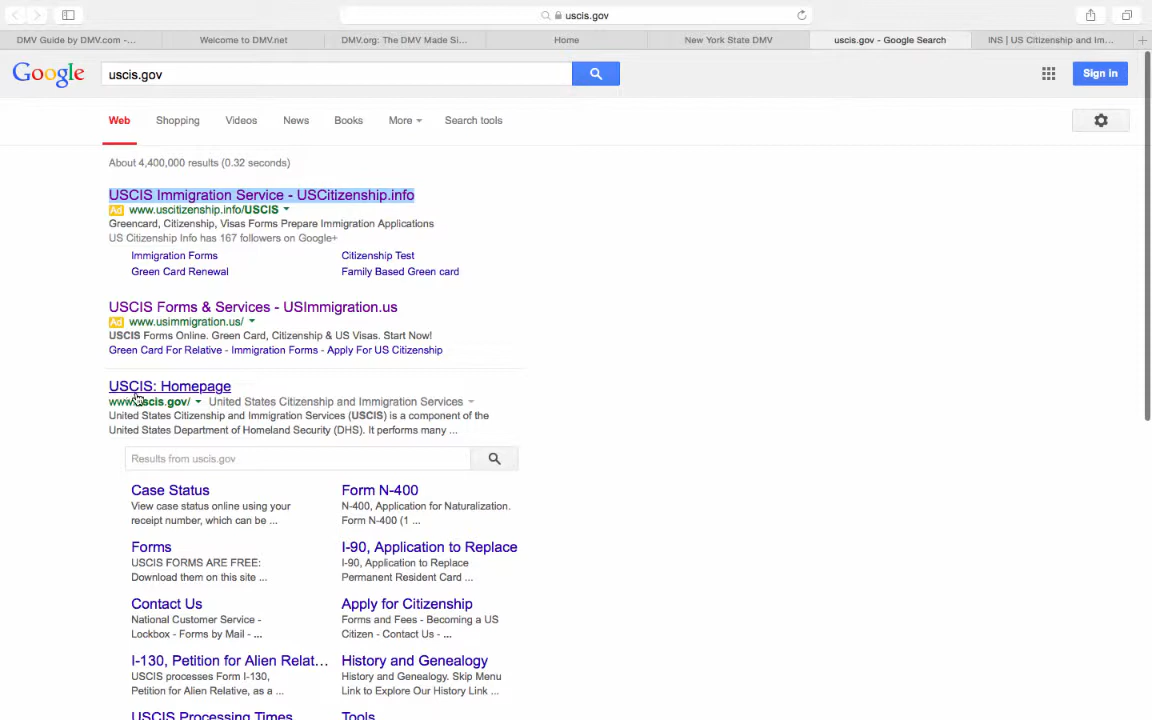 uscis.gov
DMV Guide by DMV.com -...
Welcome to DMV.net
DMV.org: The DMV Made Si...
Home
New York State DMV
uscis.gov - Google Search
INS | US Citizenship and Im...
Google
uscis.gov
Sign in
Web
Shopping
Videos
News
Books
More
Search tools
About 4,400,000 results (0.32 seconds)
USCIS Immigration Service - USCitizenship.info
Ad www.uscitizenship.info/USCIS
Greencard, Citizenship, Visas Forms Prepare Immigration Applications
US Citizenship Info has 167 followers on Google+
Immigration Forms
Citizenship Test
Green Card Renewal
Family Based Green card
USCIS Forms & Services - USImmigration.us
Ad www.usimmigration.us/
USCIS Forms Online. Green Card, Citizenship & US Visas. Start Now!
Green Card For Relative - Immigration Forms - Apply For US Citizenship
USCIS: Homepage
www.uscis.gov/ United States Citizenship and Immigration Services
United States Citizenship and Immigration Services (USCIS) is a component of the
United States Department of Homeland Security (DHS). It performs many ...
Results from uscis.gov
Case Status
View case status online using your
receipt number, which can be ...
Form N-400
N-400, Application for Naturalization.
Form N-400 (1 ...
Forms
USCIS FORMS ARE FREE:
Download them on this site ...
I-90, Application to Replace
I-90, Application to Replace
Permanent Resident Card ...
Contact Us
National Customer Service -
Lockbox - Forms by Mail - ...
Apply for Citizenship
Forms and Fees - Becoming a US
Citizen - Contact Us - ...
I-130, Petition for Alien Relat...
USCIS processes Form I-130,
Petition for Alien Relative, as a ...
History and Genealogy
History and Genealogy. Skip Menu
Link to Explore Our History Link ...
USCIS Processing Times
Tools